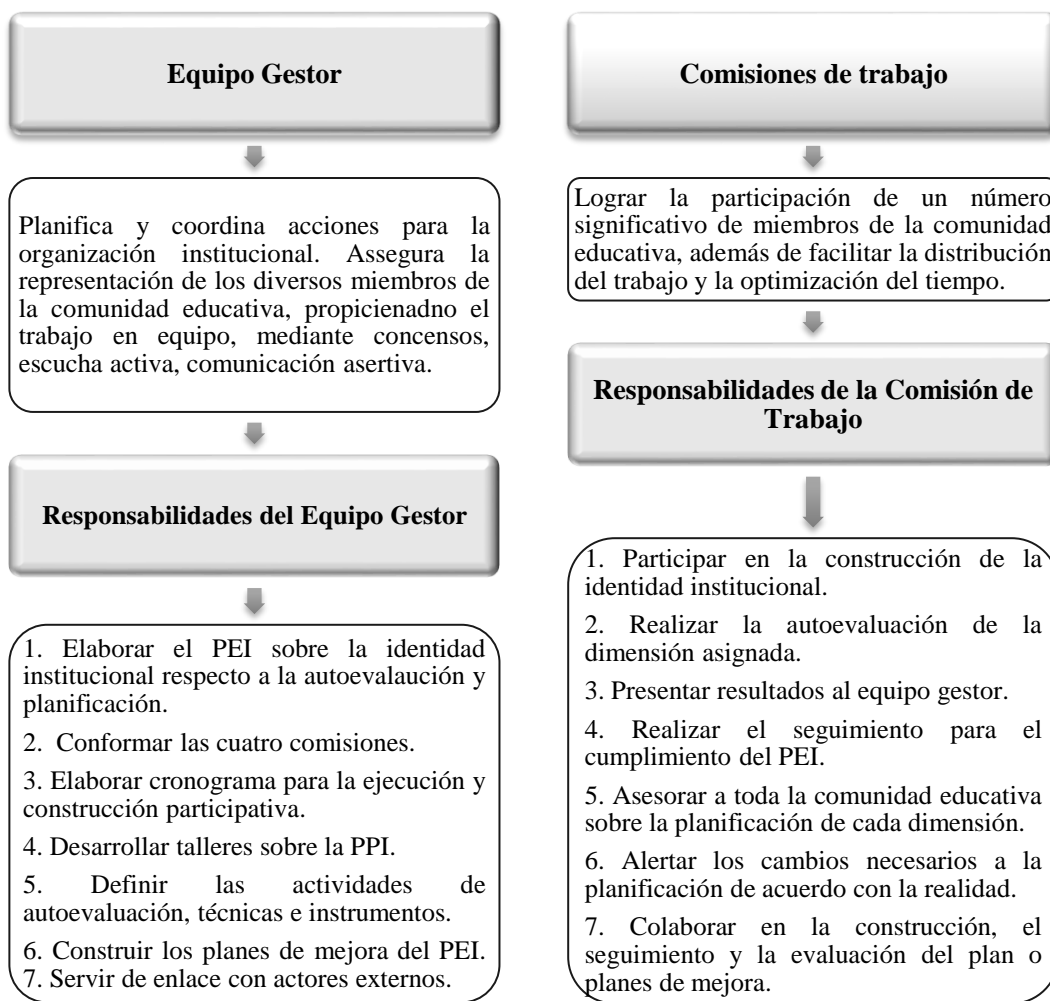 Equipo Gestor
Planifica y coordina acciones para la
organización institucional. Assegura la
representación de los diversos miembros de
la comunidad educativa, propicienadno el
trabajo en equipo, mediante concensos,
escucha activa, comunicación asertiva.
Responsabilidades del Equipo Gestor
1. Elaborar el PEI sobre la identidad
institucional respecto a la autoevalaución y
planificación.
2. Conformar las cuatro comisiones.
3. Elaborar cronograma para la ejecución y
construcción participativa.
4. Desarrollar talleres sobre la PPI.
5. Definir las actividades de
autoevaluación, técnicas e instrumentos.
6. Construir los planes de mejora del PEI.
7. Servir de enlace con actores externos.
Comisiones de trabajo
Lograr la participación de un número
significativo de miembros de la comunidad
educativa, además de facilitar la distribución
del trabajo y la optimización del tiempo.
Responsabilidades de la Comisión de
Trabajo
1. Participar en la construcción de la
identidad institucional.
2. Realizar la autoevaluación de la
dimensión asignada.
3. Presentar resultados al equipo gestor.
4. Realizar el seguimiento para el
cumplimiento del PEI.
5. Asesorar a toda la comunidad educativa
sobre la planificación de cada dimensión.
6. Alertar los cambios necesarios a la
planificación de acuerdo con la realidad.
7. Colaborar en la construcción, el
seguimiento y la evaluación del plan o
planes de mejora.